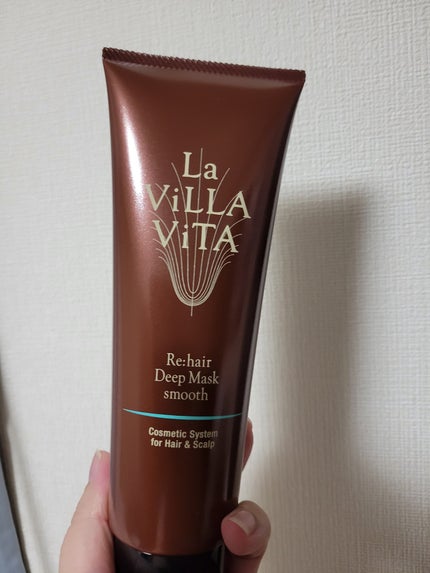 La
ViLLA
ViTA
Re:hair
Deep Mask
smooth
Cosmetic System
for Hair & Scalp